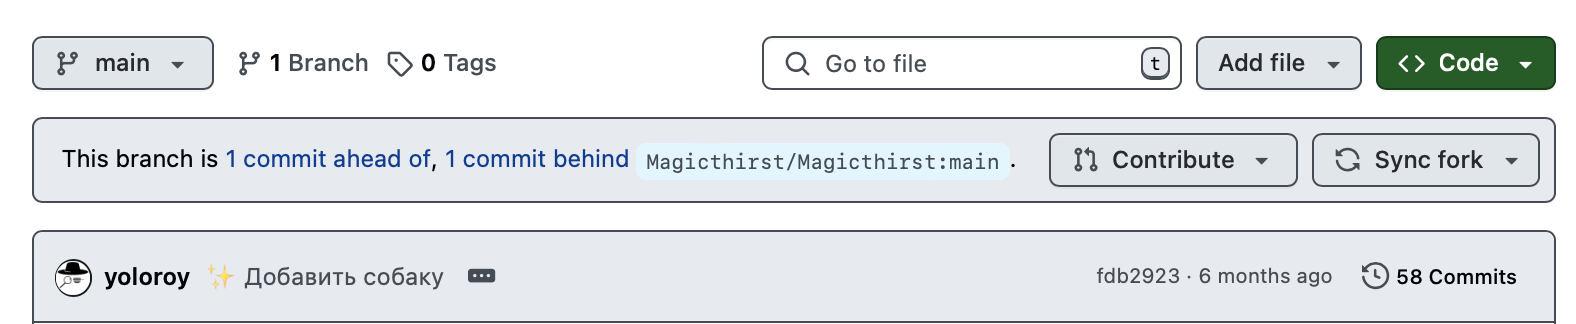 main 1 Branch 0 Tags Go to file t Add file <> Code
This branch is 1 commit ahead of, 1 commit behind Magicthirst/Magicthirst:main . Contribute Sync fork
yoloroy ✨ Добавить собаку ... fdb2923 · 6 months ago 58 Commits